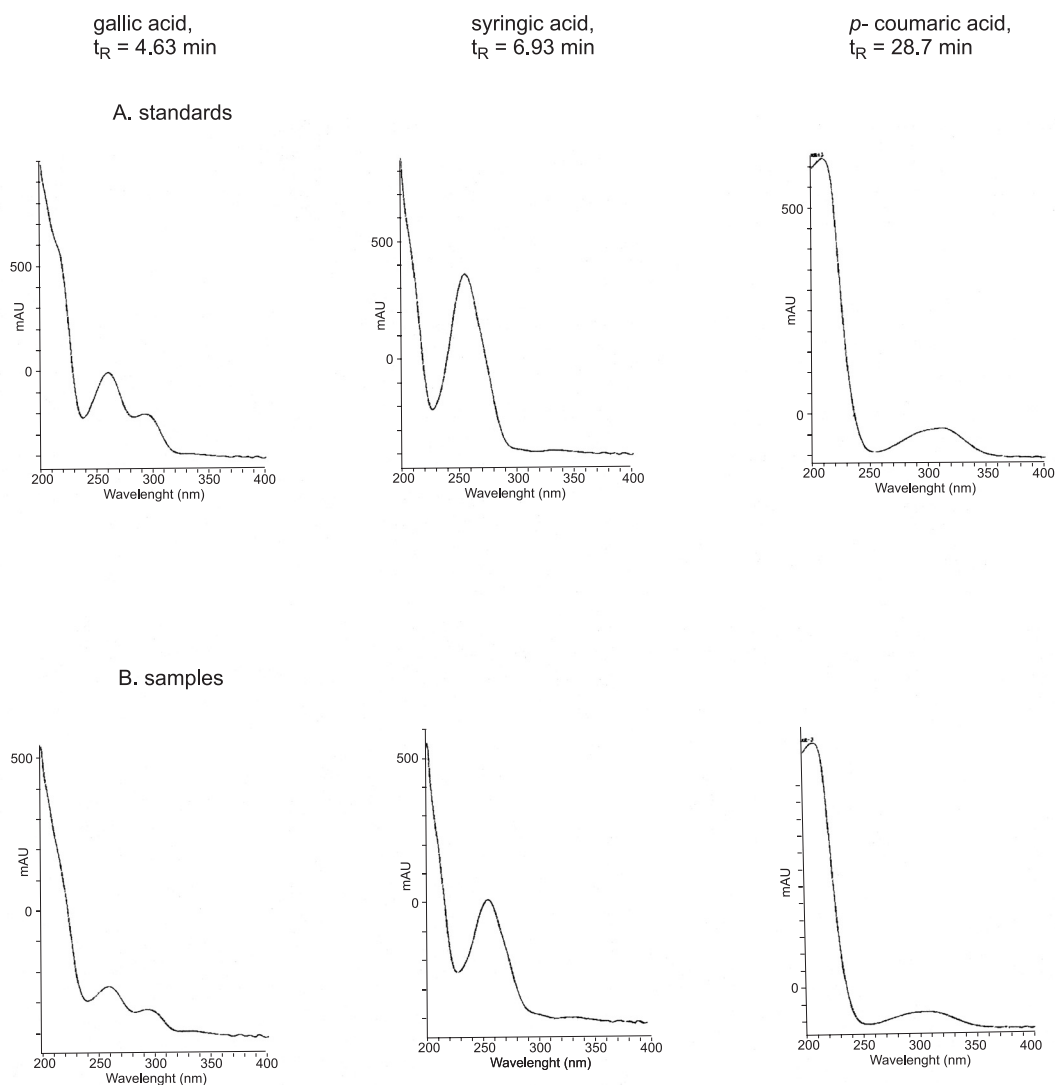 gallic acid,
t_R = 4.63 min
syringic acid,
t_R = 6.93 min
p- coumaric acid,
t_R = 28.7 min
A. standards
500
0
mAU
200 250 300 350 400
Wavelenght (nm)
500
0
mAU
200 250 300 350 400
Wavelenght (nm)
500
0
mAU
200 250 300 350 400
Wavelenght (nm)
B. samples
500
0
mAU
200 250 300 350 400
Wavelenght (nm)
500
0
mAU
200 250 300 350 400
Wavelenght (nm)
0
mAU
200 250 300 350 400
Wavelenght (nm)